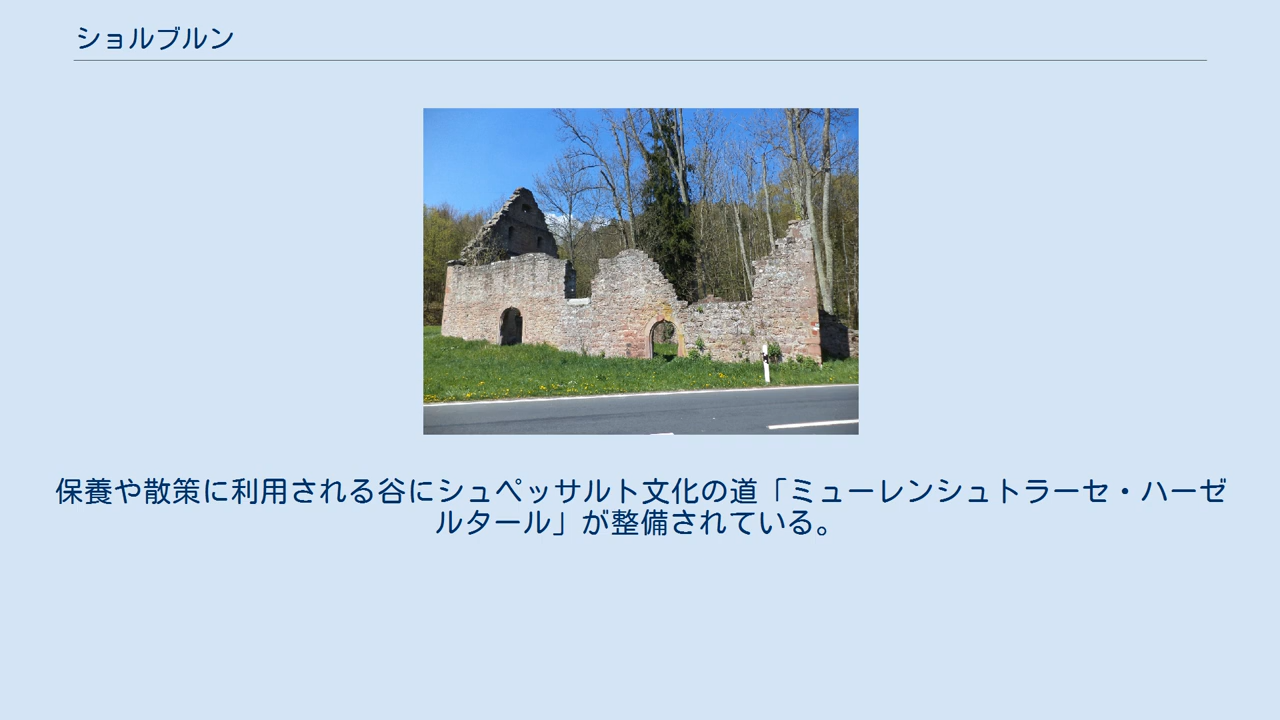 ショルブルン
保養や散策に利用される谷にシュペッサルト文化の道「ミューレンシュトラーセ・ハーゼ
ルタール」が整備されている。